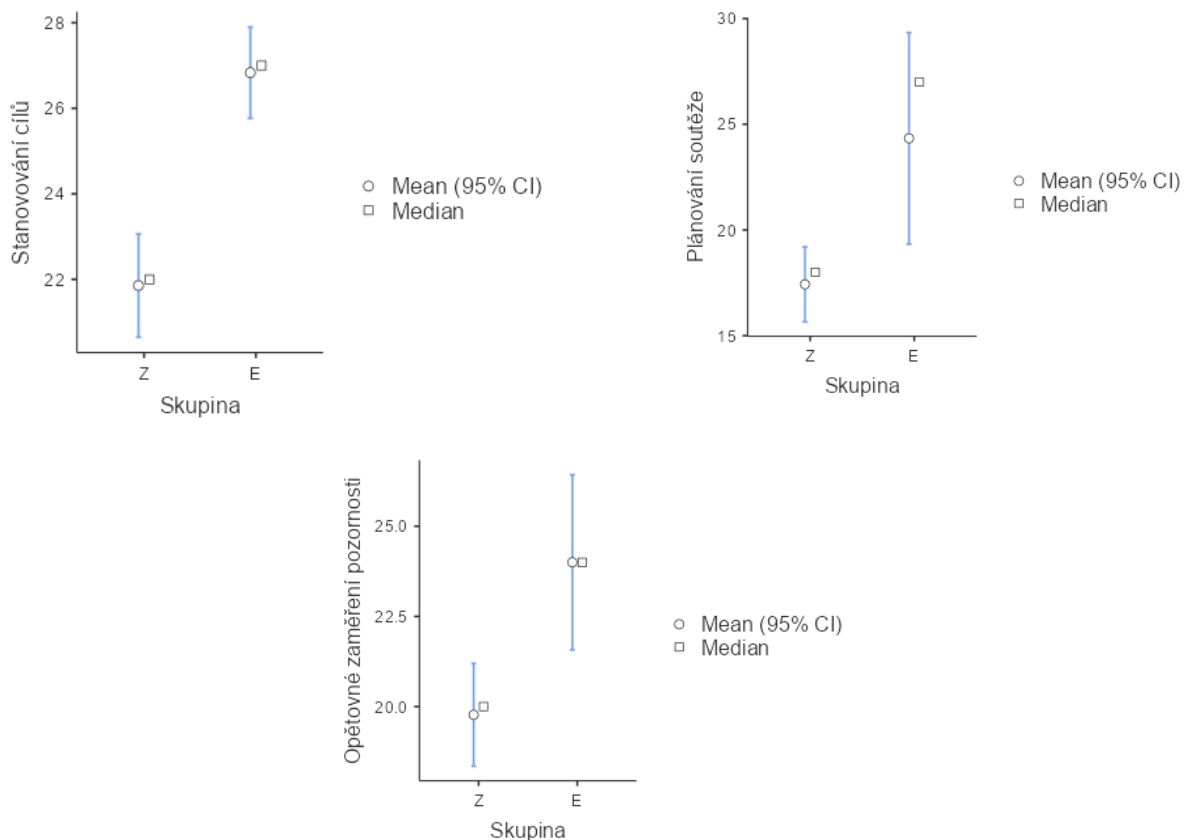 28
26
24
22
Stanovování cílů
Z
E
Skupina
Mean (95% CI)
Median
30
25
20
15
Plánování soutěže
Z
E
Skupina
Mean (95% CI)
Median
25.0
22.5
20.0
Opětovné zaměření pozornosti
Z
E
Skupina
Mean (95% CI)
Median